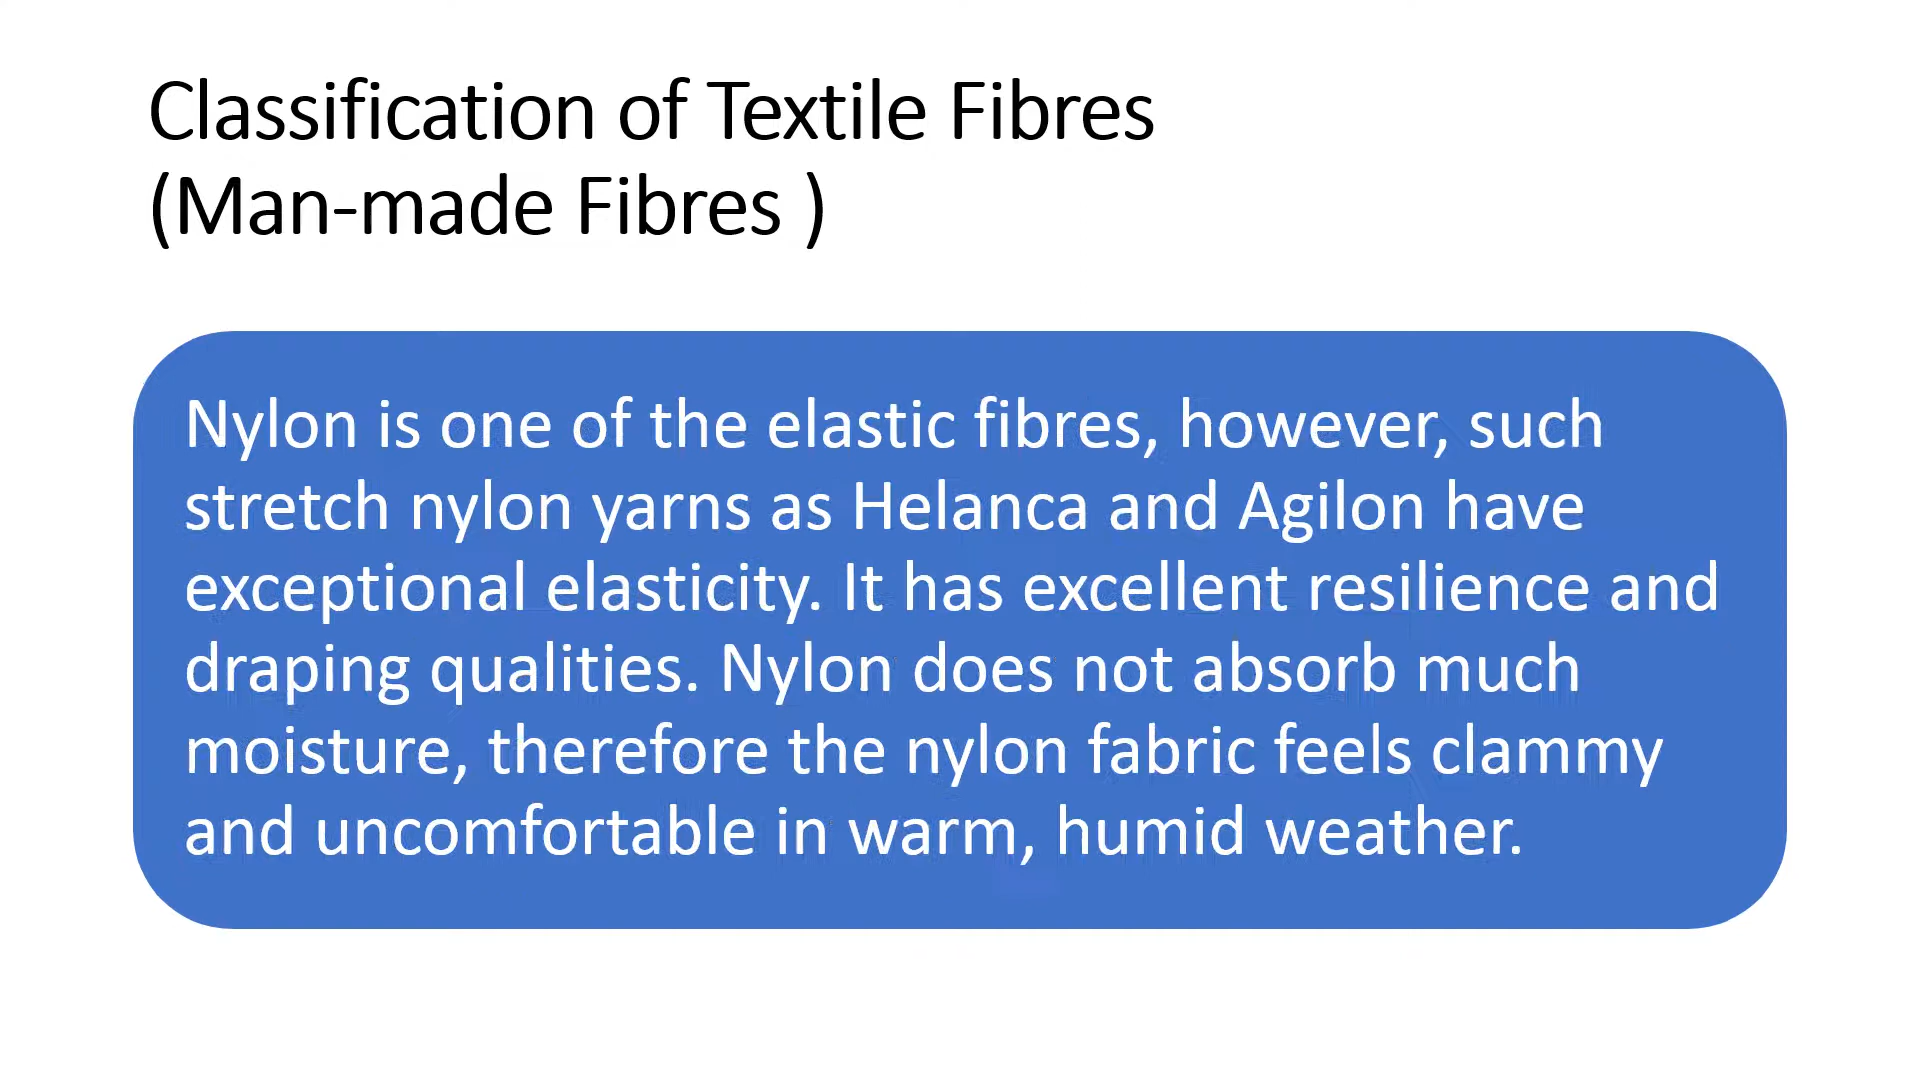 Classification of Textile Fibres
(Man-made Fibres )
Nylon is one of the elastic fibres, however, such
stretch nylon yarns as Helanca and Agilon have
exceptional elasticity. It has excellent resilience and
draping qualities. Nylon does not absorb much
moisture, therefore the nylon fabric feels clammy
and uncomfortable in warm, humid weather.